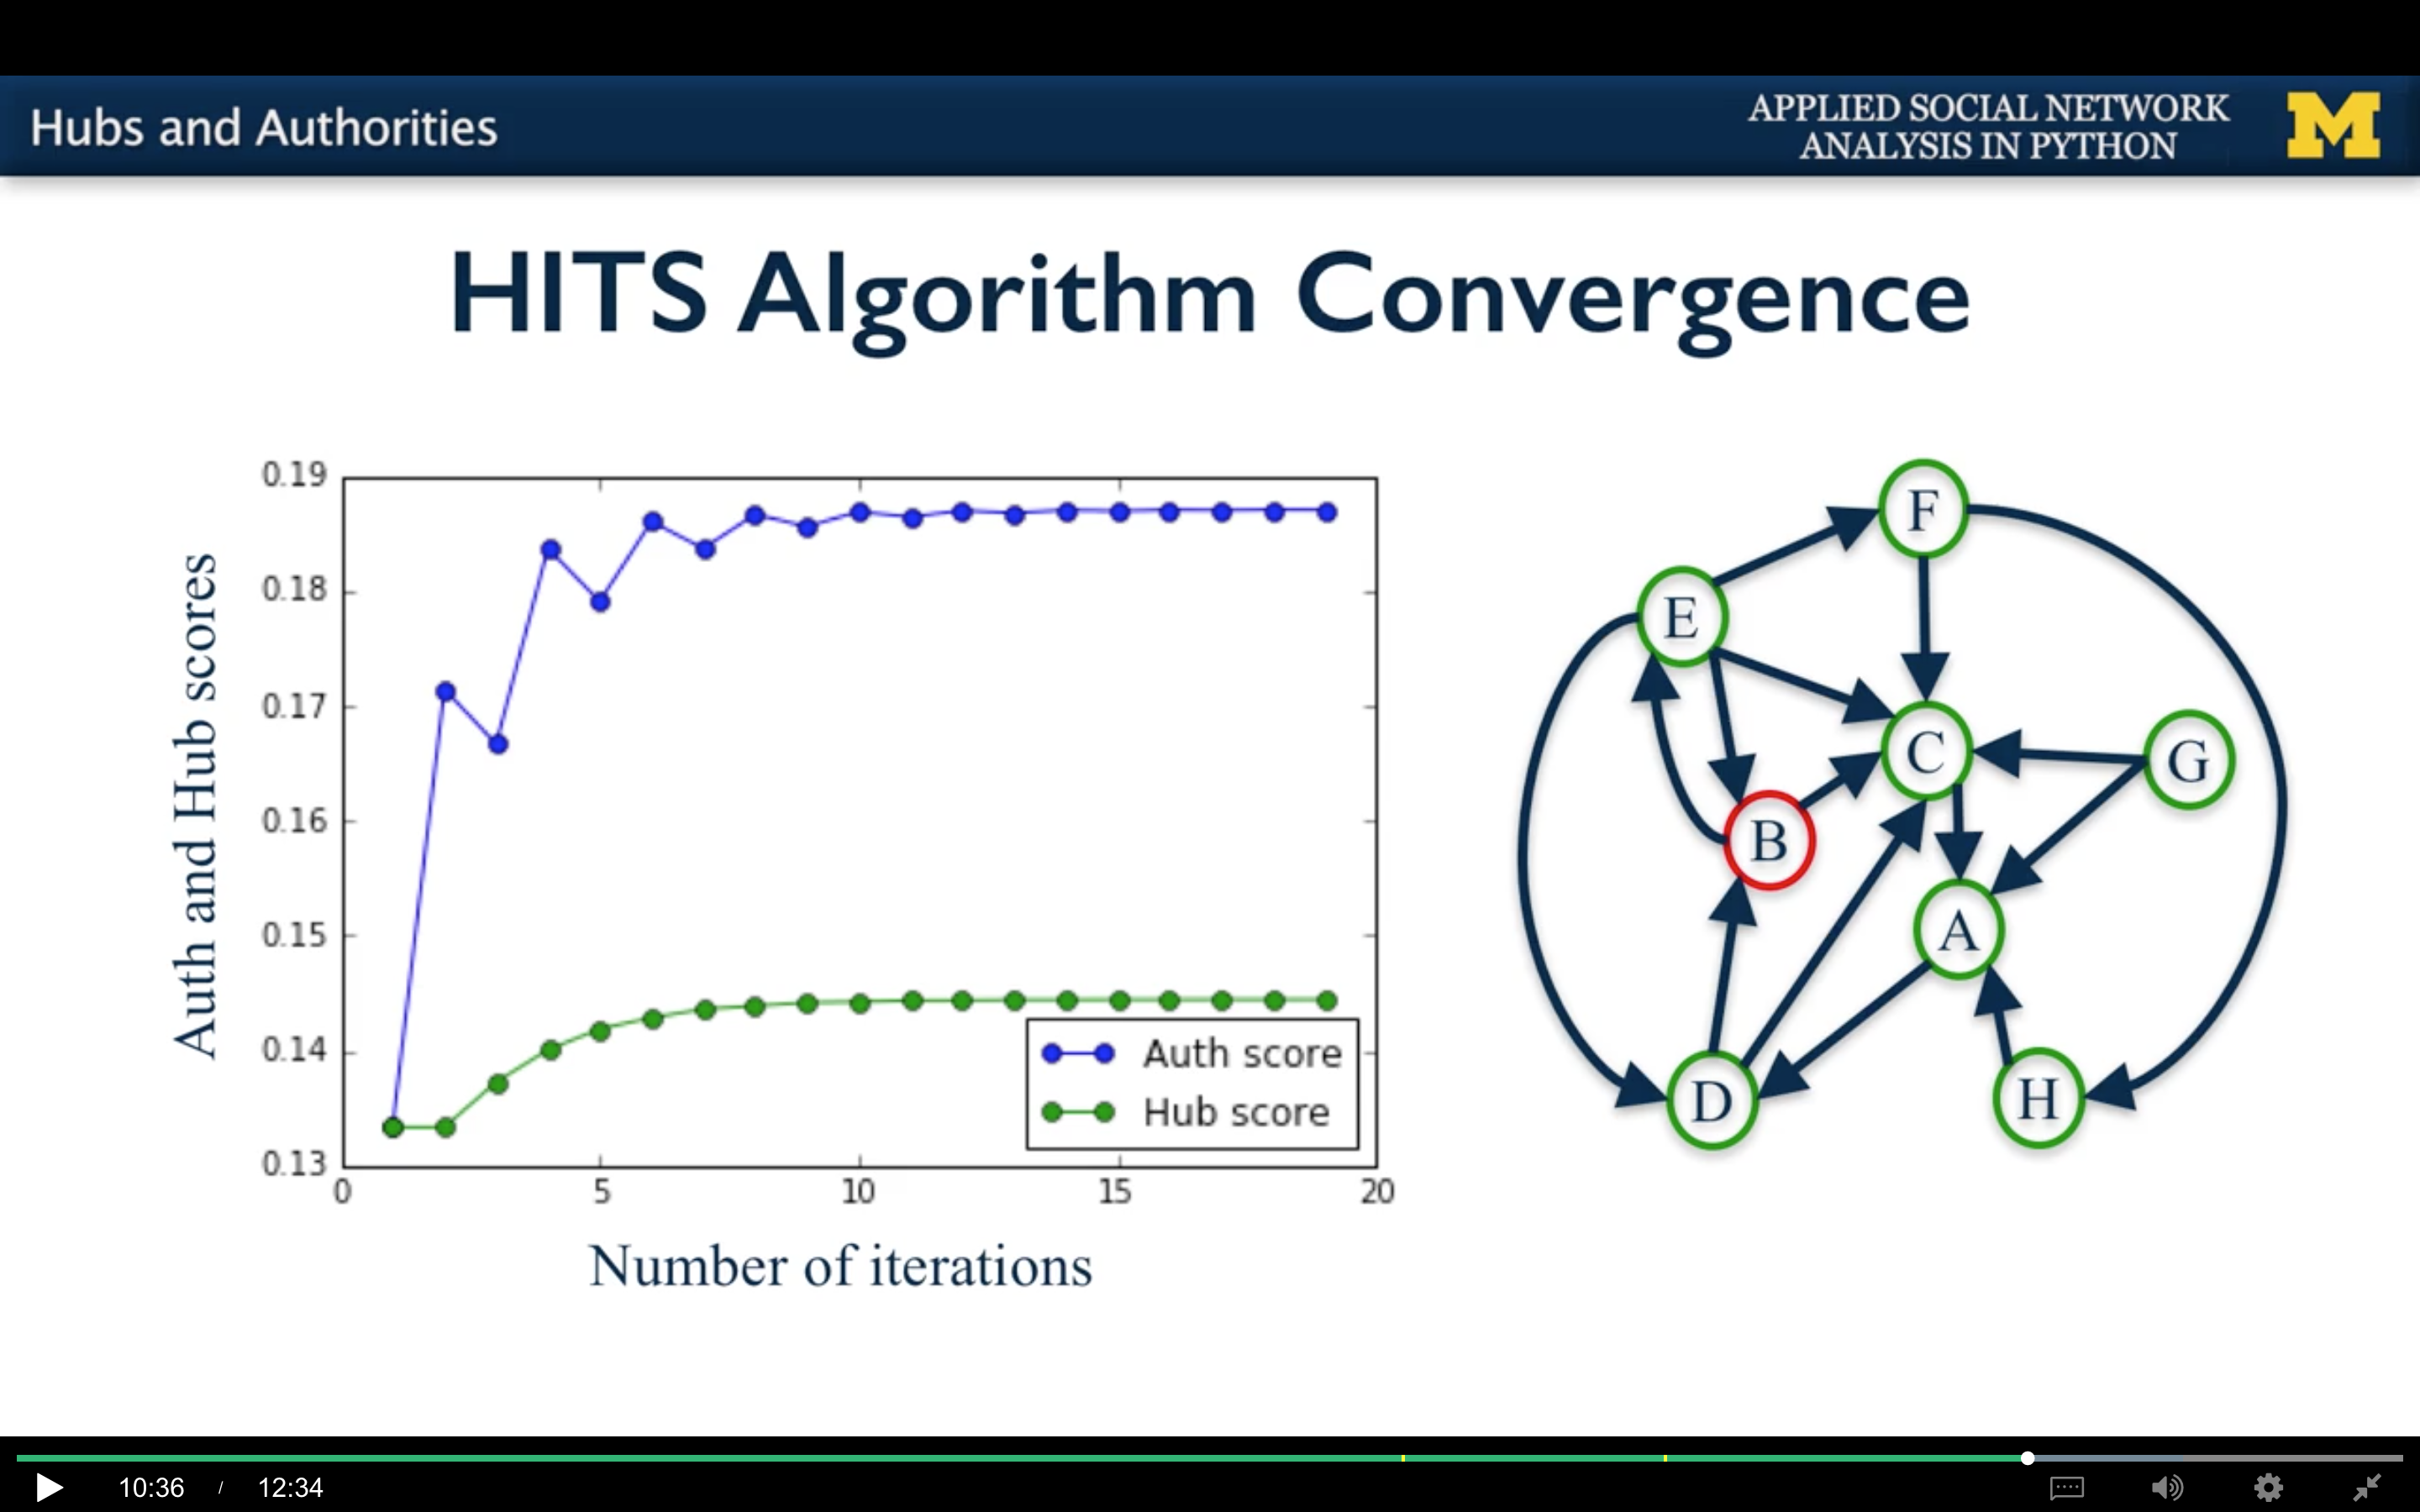 Hubs and Authorities
APPLIED SOCIAL NETWORK
ANALYSIS IN PYTHON
M
HITS Algorithm Convergence
Auth and Hub scores
0.19
0.18
0.17
0.16
0.15
0.14
0.13
0
5
10
15
20
Number of iterations
Auth score
Hub score
F
E
C
G
B
A
D
H
10:36 / 12:34